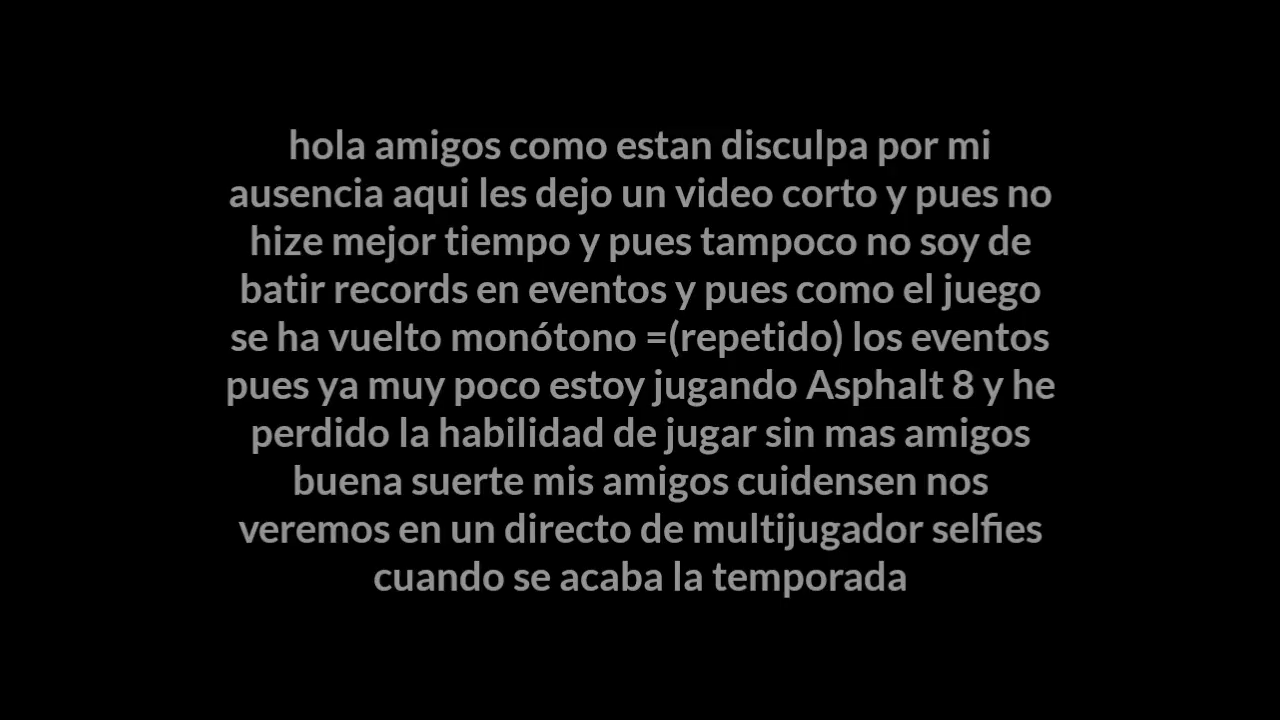 hola amigos como estan disculpa por mi
ausencia aqui les dejo un video corto y pues no
hize mejor tiempo y pues tampoco no soy de
batir records en eventos y pues como el juego
se ha vuelto monótono =(repetido) los eventos
pues ya muy poco estoy jugando Asphalt 8 y he
perdido la habilidad de jugar sin mas amigos
buena suerte mis amigos cuidensen nos
veremos en un directo de multijugador selfies
cuando se acaba la temporada